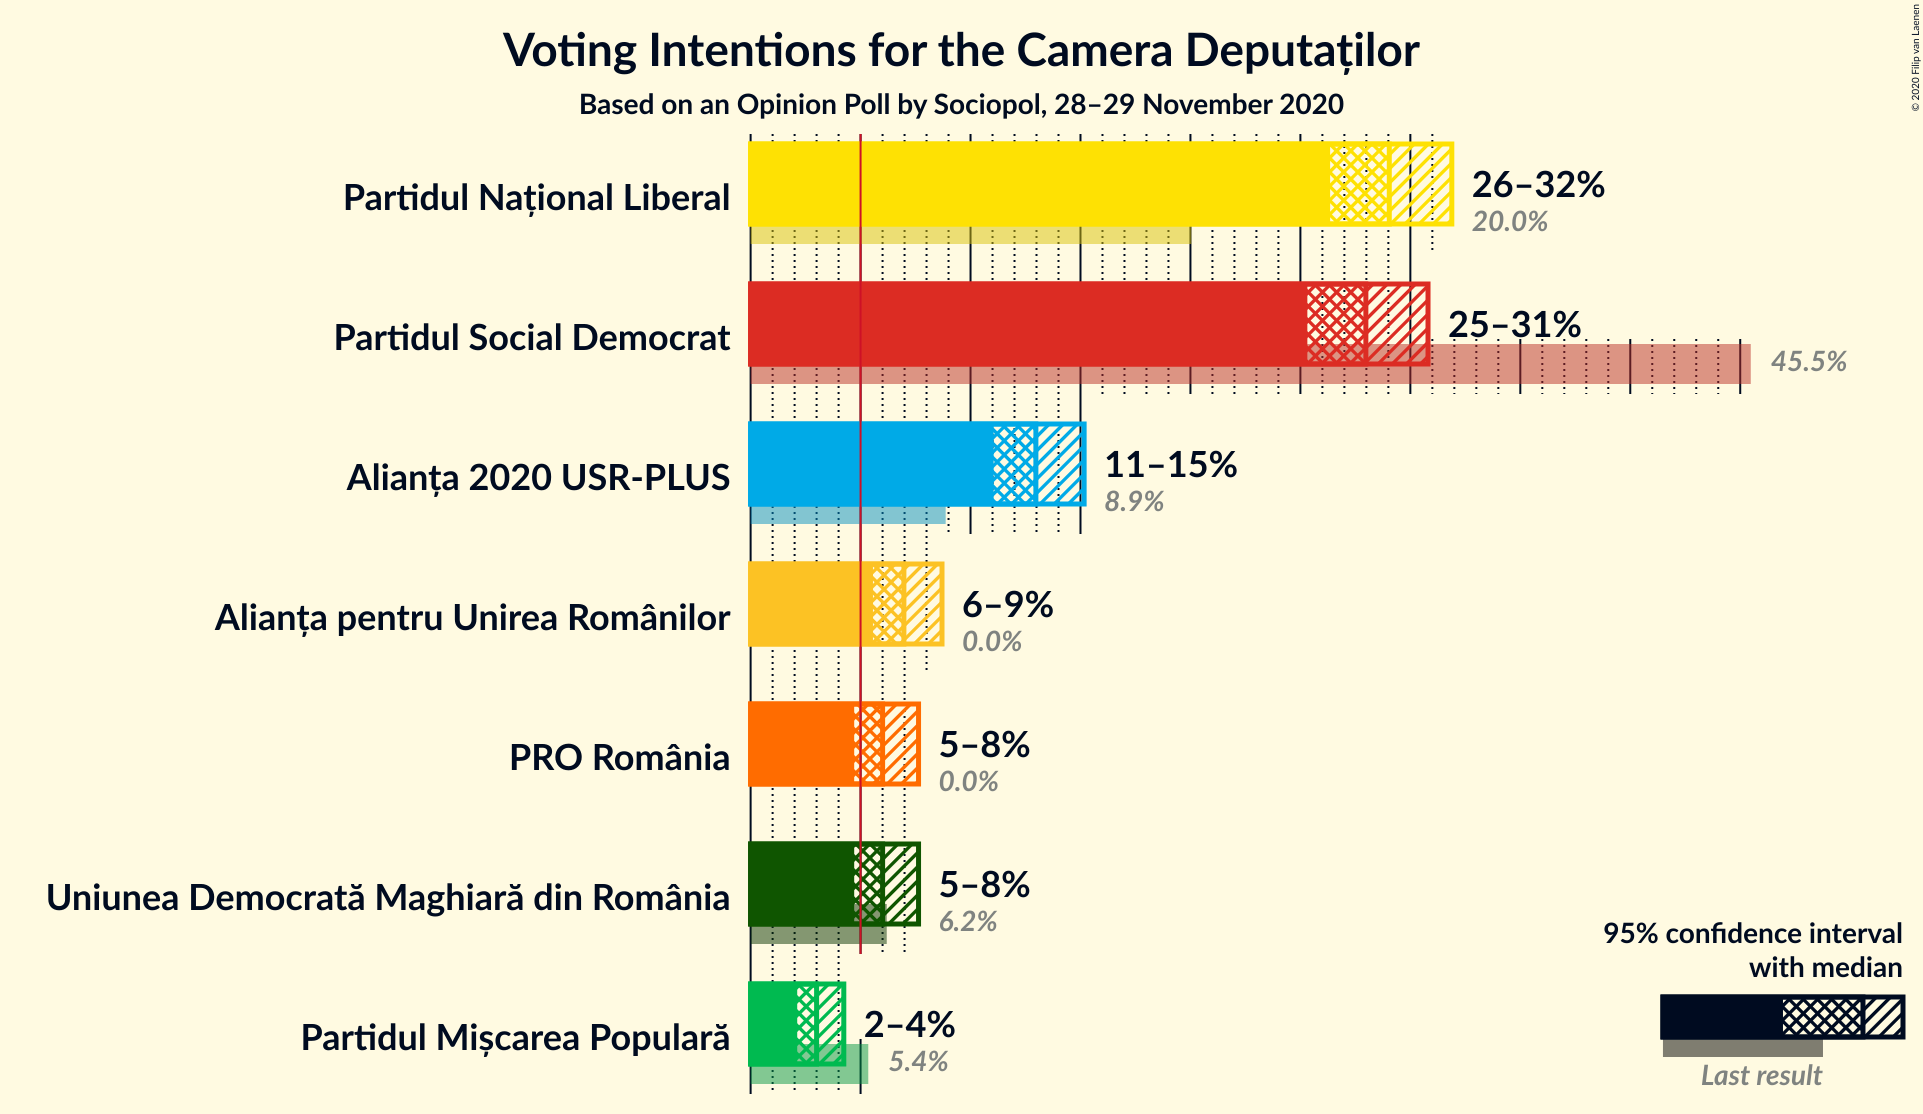 Voting Intentions for the Camera Deputaților
Based on an Opinion Poll by Sociopol, 28–29 November 2020
© 2020 Filip van Laenen
Partidul Național Liberal
26–32%
20.0%
Partidul Social Democrat
25–31%
45.5%
Alianța 2020 USR-PLUS
11–15%
8.9%
Alianța pentru Unirea Românilor
6–9%
0.0%
PRO România
5–8%
0.0%
Uniunea Democrată Maghiară din România
5–8%
6.2%
Partidul Mișcarea Populară
2–4%
5.4%
95% confidence interval
with median
Last result